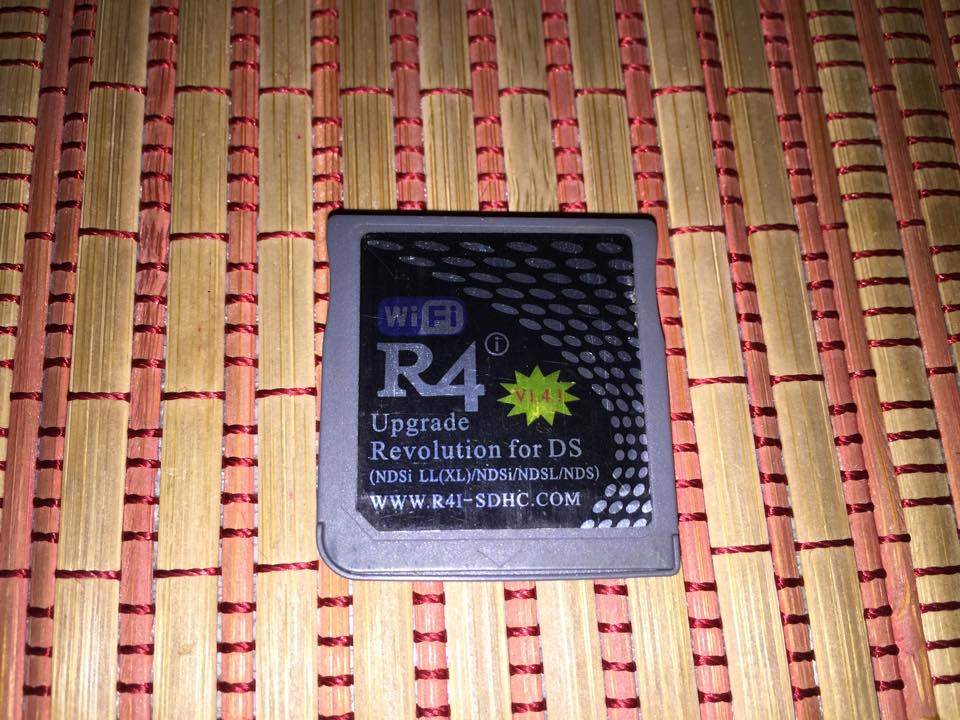 WiFi
R4 i
V1.4.1
Upgrade
Revolution for DS
(NDSi LL(XL)/NDSi/NDSL/NDS)
WWW.R4I-SDHC.COM